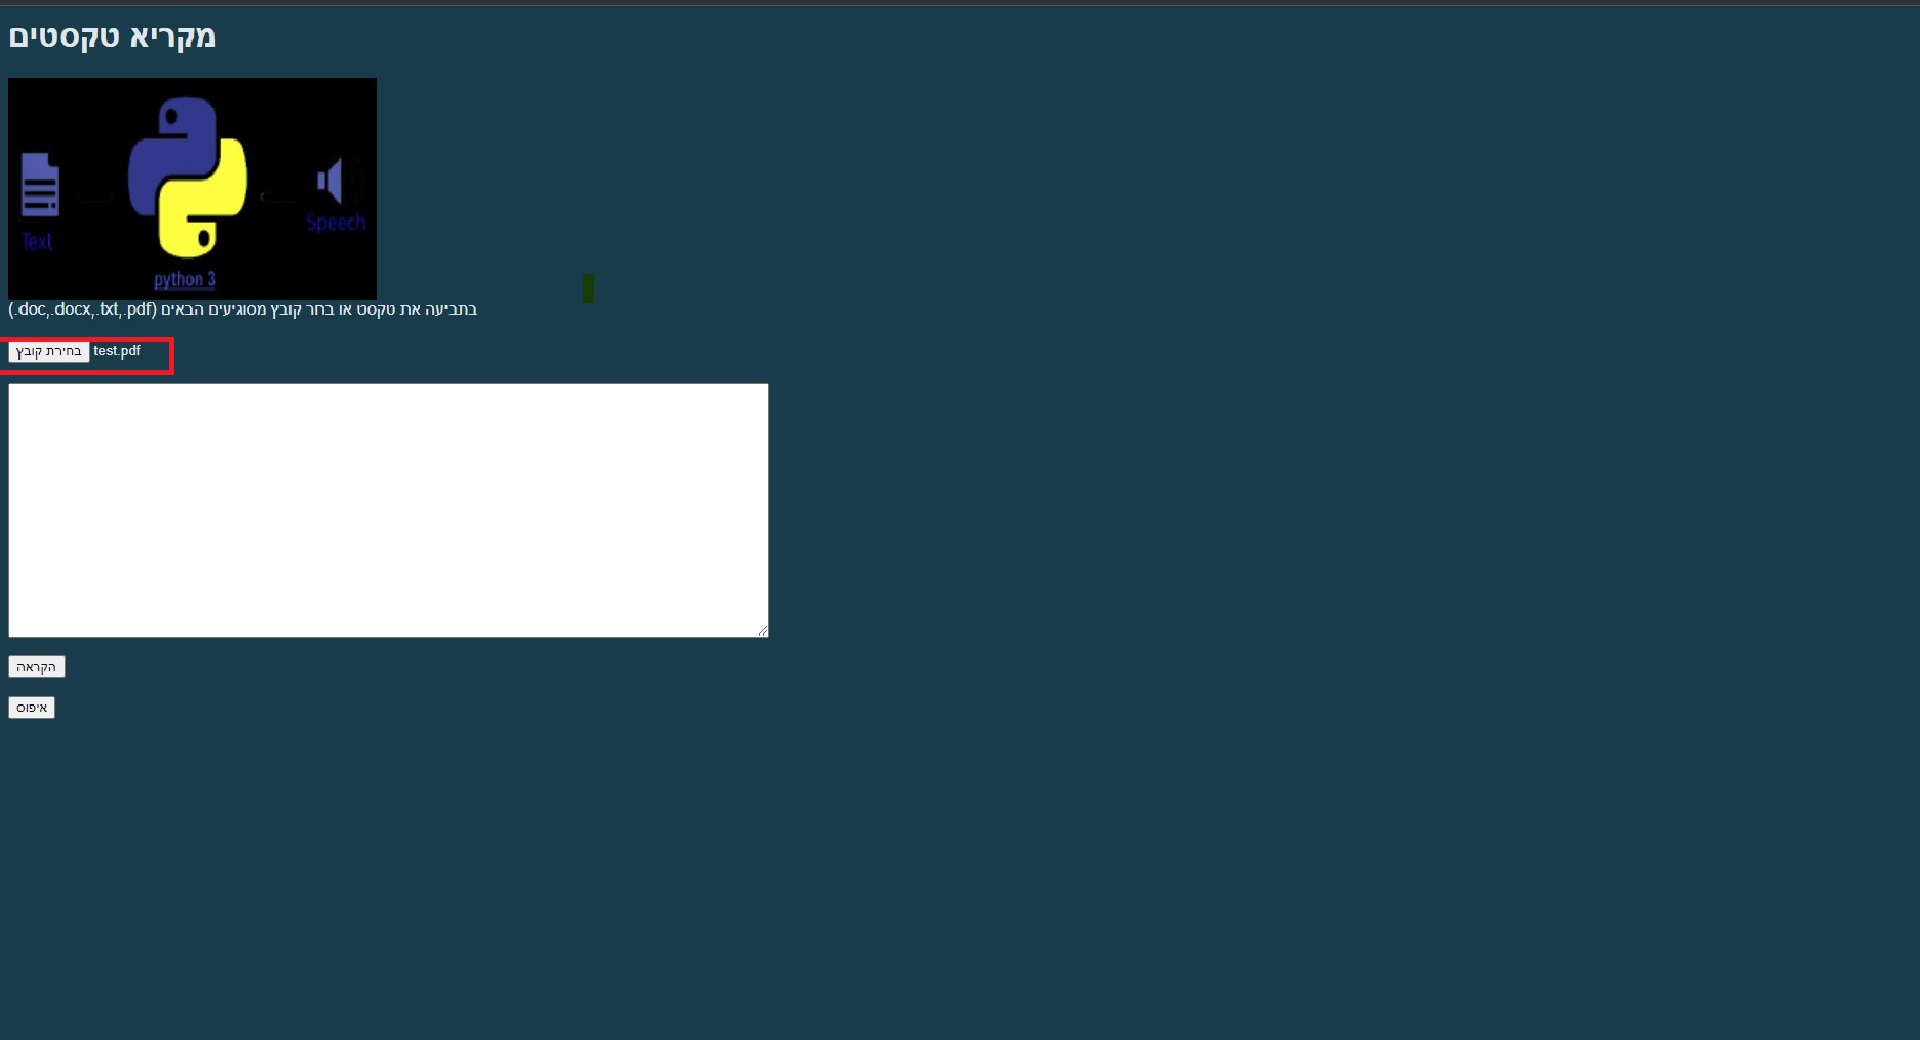 מקריא טקסטים
Text
Speech
python 3
בתביעה את טקסט או בחר קובץ מסוגיעים הבאים (.doc,.docx,.txt,.pdf)
בחירת קובץ test.pdf
הקראה
איפוס